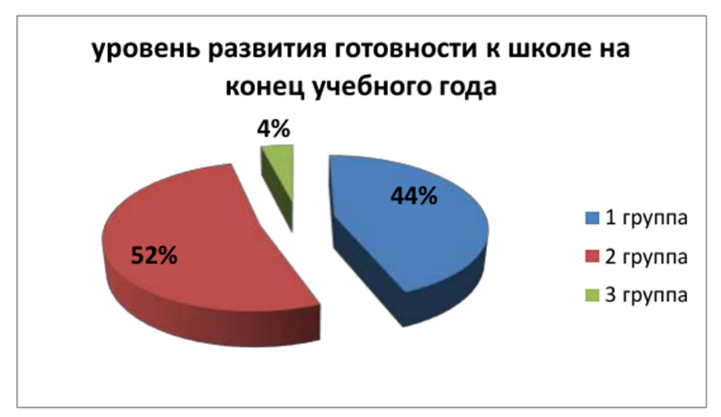 уровень развития готовности к школе на
конец учебного года
4%
44%
52%
1 группа
2 группа
3 группа